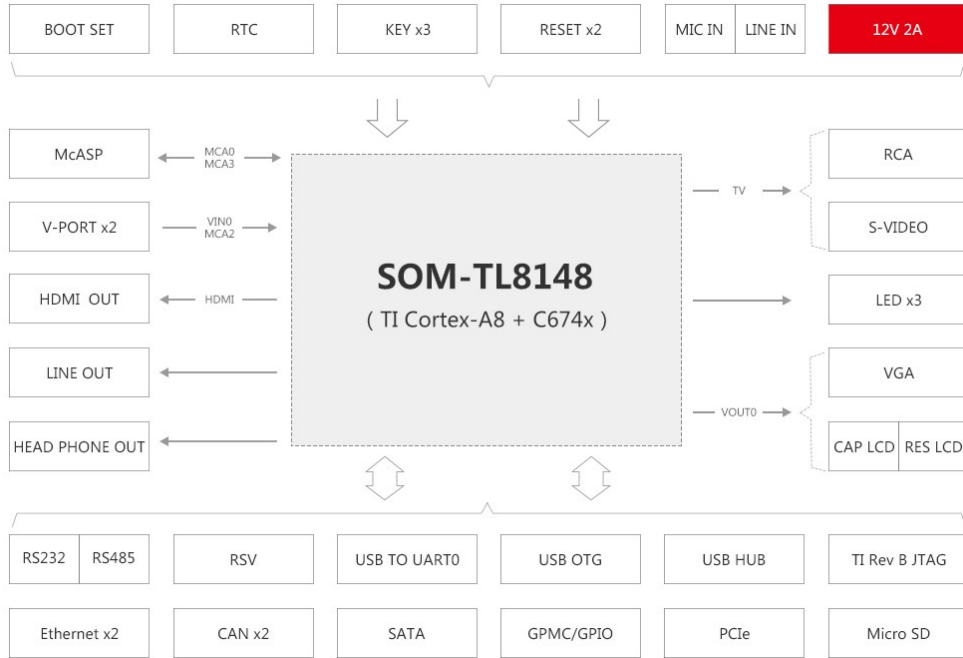 BOOT SET
RTC
KEY x3
RESET x2
MIC IN
LINE IN
12V 2A
McASP
MCA0
MCA3
V-PORT x2
VIN0
MCA2
HDMI OUT
HDMI
LINE OUT
HEAD PHONE OUT
SOM-TL8148
( TI Cortex-A8 + C674x )
TV
RCA
S-VIDEO
LED x3
VOUT0
VGA
CAP LCD
RES LCD
RS232
RS485
RSV
USB TO UART0
USB OTG
USB HUB
TI Rev B JTAG
Ethernet x2
CAN x2
SATA
GPMC/GPIO
PCIe
Micro SD